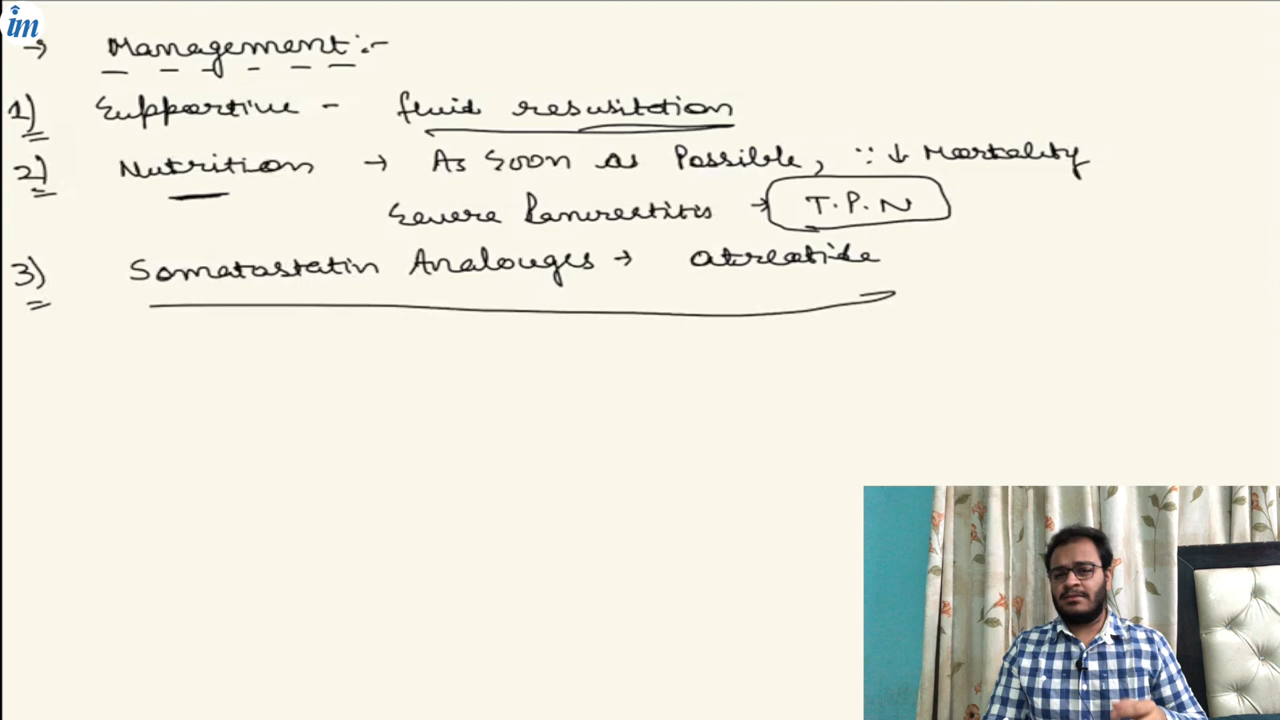 im
→ Management :-
1) Supportive - fluid resusitation
2) Nutrition → As Soon as Possible, ∵ ↓ Mortality
Severe Pancreatitis → T.P.N
3) Somatostatin Analouges → octreotide